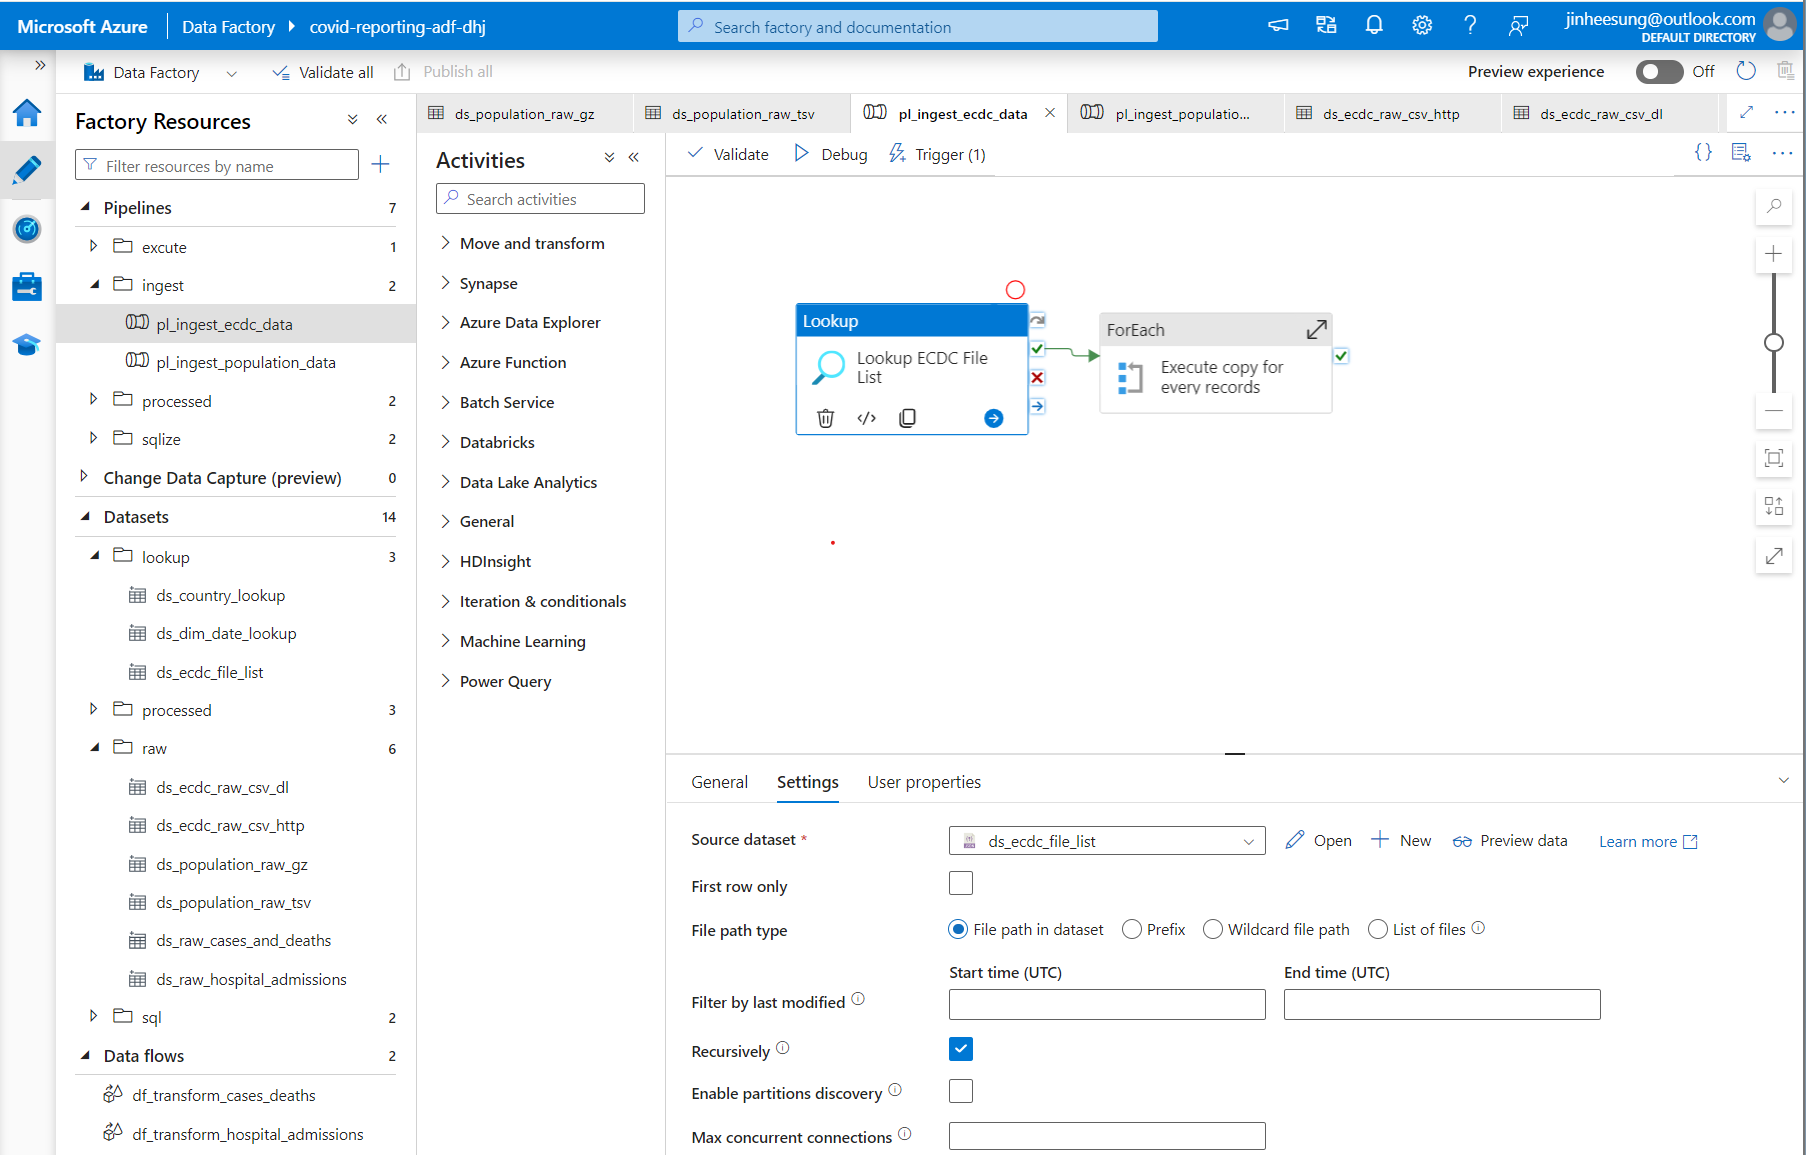 Microsoft Azure
Data Factory
covid-reporting-adf-dhj
Search factory and documentation
jinheesung@outlook.com
DEFAULT DIRECTORY
Data Factory
Validate all
Publish all
Preview experience
Off
Factory Resources
Filter resources by name
Pipelines 7
excute 1
ingest 2
pl_ingest_ecdc_data
pl_ingest_population_data
processed 2
sqlize 2
Change Data Capture (preview) 0
Datasets 14
lookup 3
ds_country_lookup
ds_dim_date_lookup
ds_ecdc_file_list
processed 3
raw 6
ds_ecdc_raw_csv_dl
ds_ecdc_raw_csv_http
ds_population_raw_gz
ds_population_raw_tsv
ds_raw_cases_and_deaths
ds_raw_hospital_admissions
sql 2
Data flows 2
df_transform_cases_deaths
df_transform_hospital_admissions
ds_population_raw_gz
ds_population_raw_tsv
pl_ingest_ecdc_data
pl_ingest_populatio...
ds_ecdc_raw_csv_http
ds_ecdc_raw_csv_dl
Activities
Search activities
Move and transform
Synapse
Azure Data Explorer
Azure Function
Batch Service
Databricks
Data Lake Analytics
General
HDInsight
Iteration & conditionals
Machine Learning
Power Query
Validate
Debug
Trigger (1)
Lookup
Lookup ECDC File
List
ForEach
Execute copy for
every records
General
Settings
User properties
Source dataset *
ds_ecdc_file_list
Open
New
Preview data
Learn more
First row only
File path type
File path in dataset
Prefix
Wildcard file path
List of files
Start time (UTC)
End time (UTC)
Filter by last modified
Recursively
Enable partitions discovery
Max concurrent connections